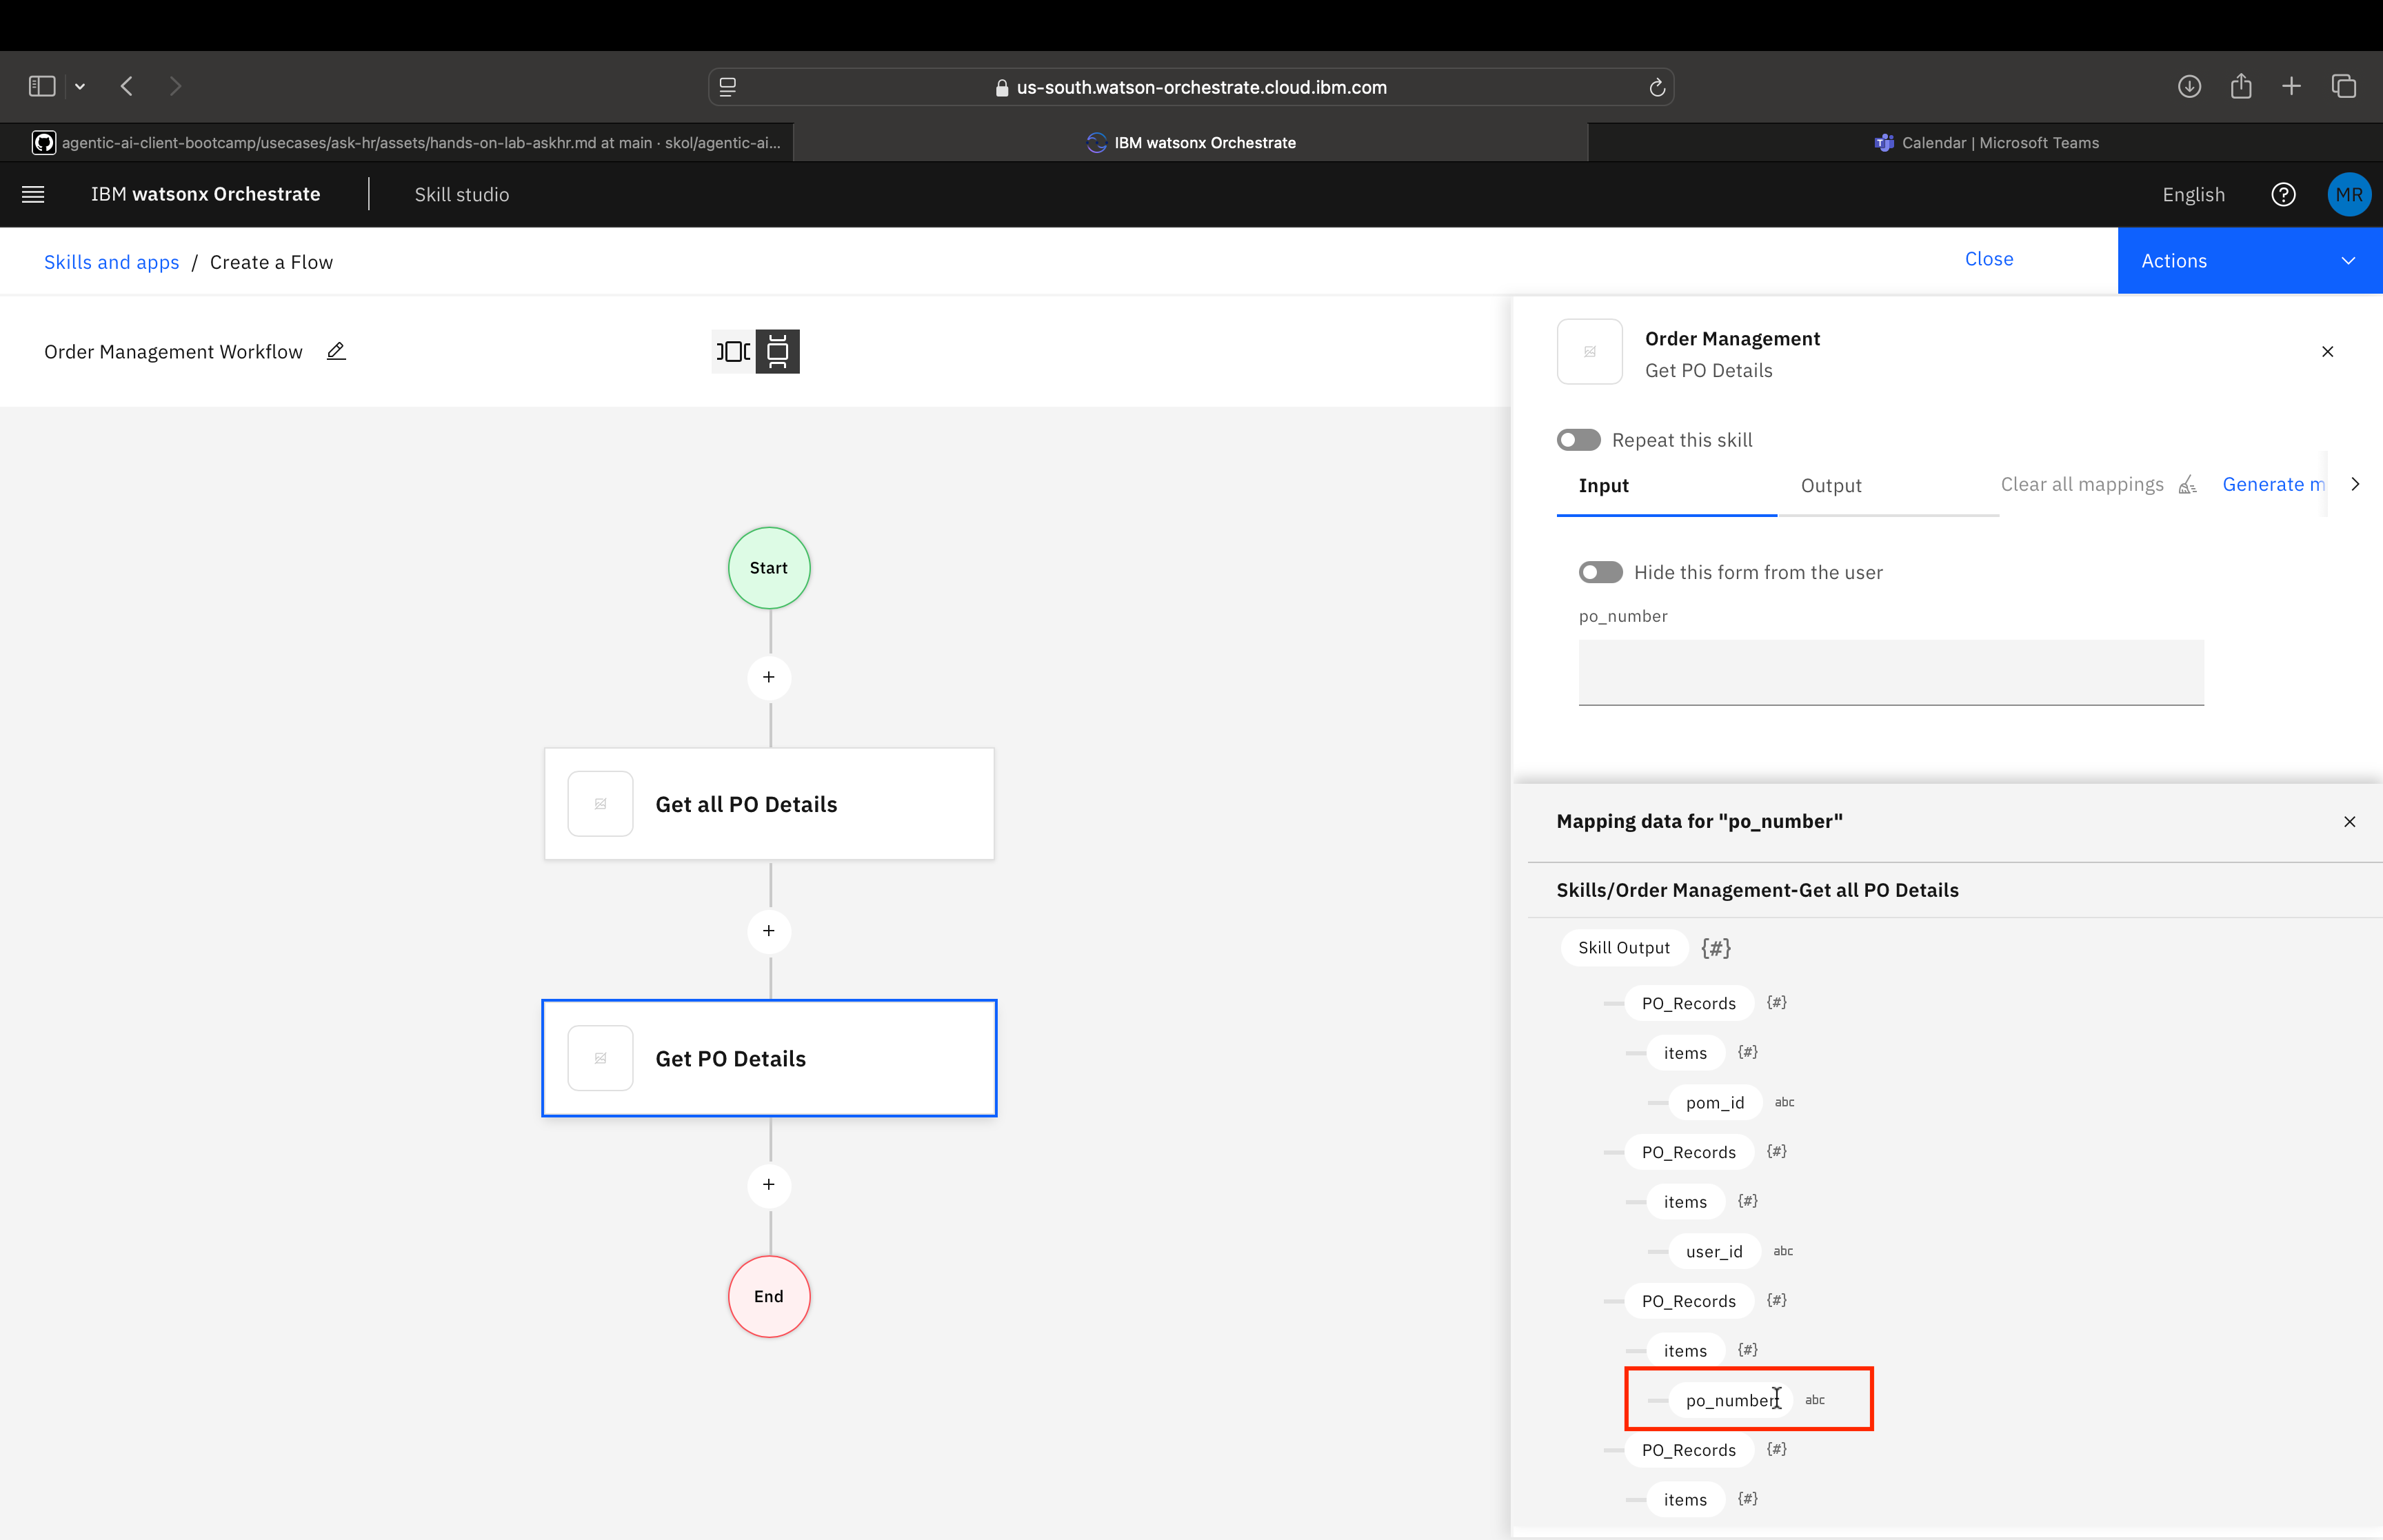 us-south.watson-orchestrate.cloud.ibm.com
agentic-ai-client-bootcamp/usecases/ask-hr/assets/hands-on-lab-askhr.md at main · skol/agentic-ai...
IBM watsonx Orchestrate
Calendar | Microsoft Teams
IBM watsonx Orchestrate
Skill studio
English
MR
Skills and apps / Create a Flow
Close
Actions
Order Management Workflow
Order Management
Get PO Details
Repeat this skill
Input
Output
Clear all mappings
Generate m
Hide this form from the user
po_number
Start
+
Get all PO Details
+
Get PO Details
+
End
Mapping data for "po_number"
Skills/Order Management-Get all PO Details
Skill Output {#}
PO_Records {#}
items {#}
pom_id abc
PO_Records {#}
items {#}
user_id abc
PO_Records {#}
items {#}
po_number abc
PO_Records {#}
items {#}